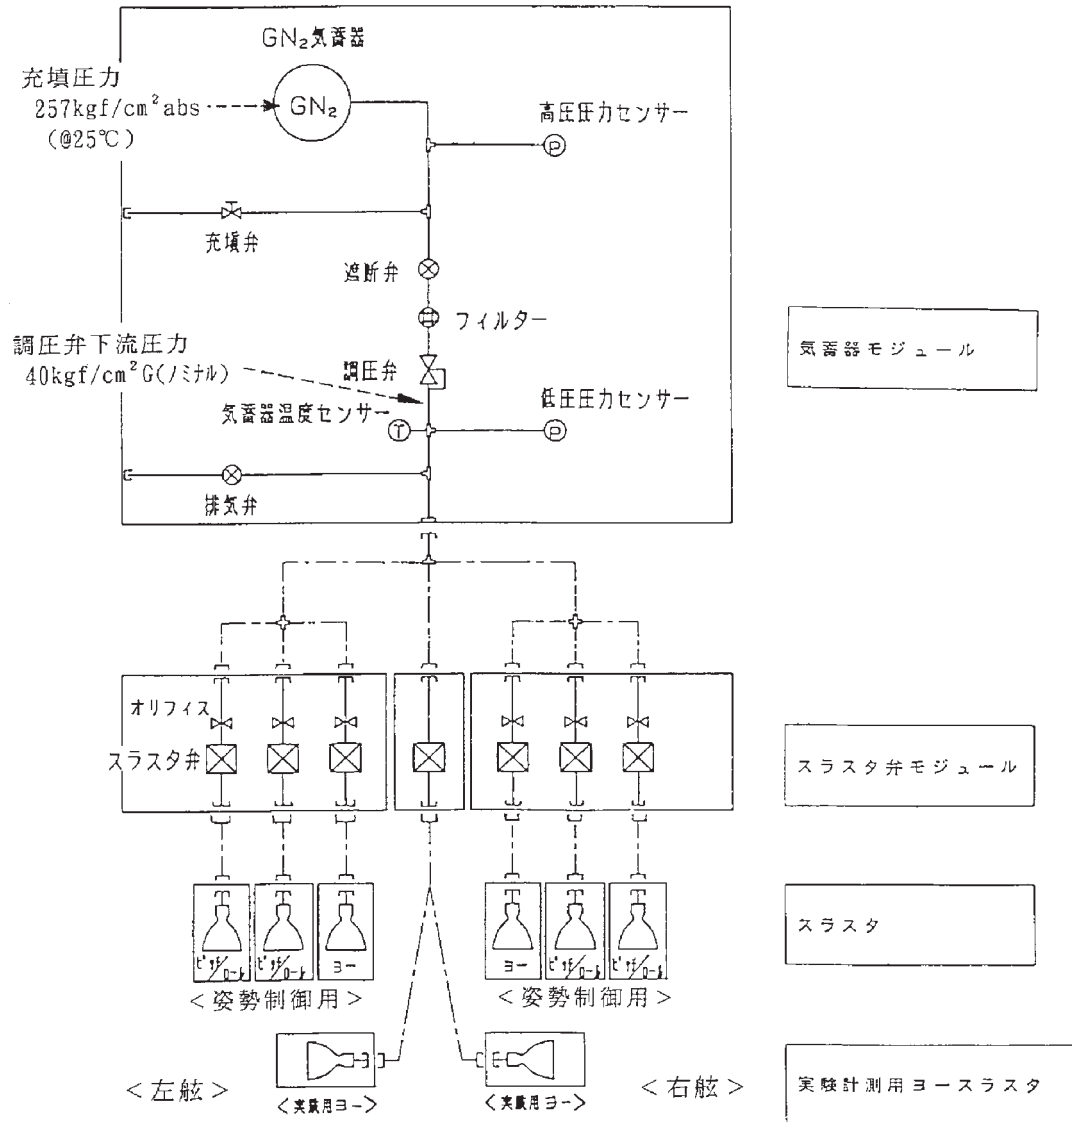 GN₂気蓄器
充填圧力
257kgf/cm²abs
(@25℃)
GN₂
高圧圧力センサー
P
充填弁
遮断弁
フィルター
調圧弁下流圧力
40kgf/cm²G(ノミナル)
調圧弁
気蓄器温度センサー
T
低圧圧力センサー
P
排気弁
気蓄器モジュール
オリフィス
スラスタ弁
スラスタ弁モジュール
ピッチ/ロール
ピッチ/ロール
ヨー
ヨー
ピッチ/ロール
ピッチ/ロール
スラスタ
<姿勢制御用>
<姿勢制御用>
<左舷>
<実験用ヨー>
<実験用ヨー>
<右舷>
実験計測用ヨースラスタ